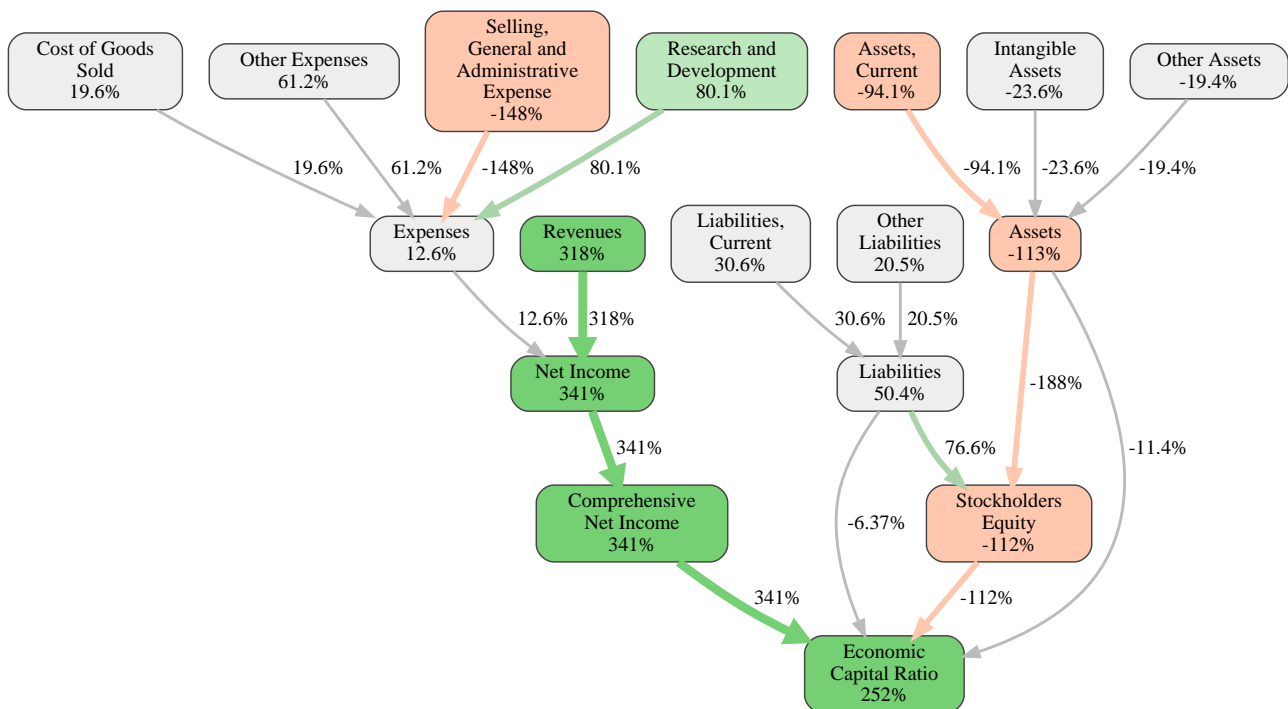 Cost of Goods
Sold
19.6%
Other Expenses
61.2%
Selling,
General and
Administrative
Expense
-148%
Research and
Development
80.1%
Assets,
Current
-94.1%
Intangible
Assets
-23.6%
Other Assets
-19.4%
19.6%
61.2%
-148%
80.1%
-94.1%
-23.6%
-19.4%
Expenses
12.6%
Revenues
318%
Liabilities,
Current
30.6%
Other
Liabilities
20.5%
Assets
-113%
12.6%
318%
30.6%
20.5%
Net Income
341%
Liabilities
50.4%
-188%
341%
76.6%
-11.4%
Comprehensive
Net Income
341%
-6.37%
Stockholders
Equity
-112%
341%
-112%
Economic
Capital Ratio
252%